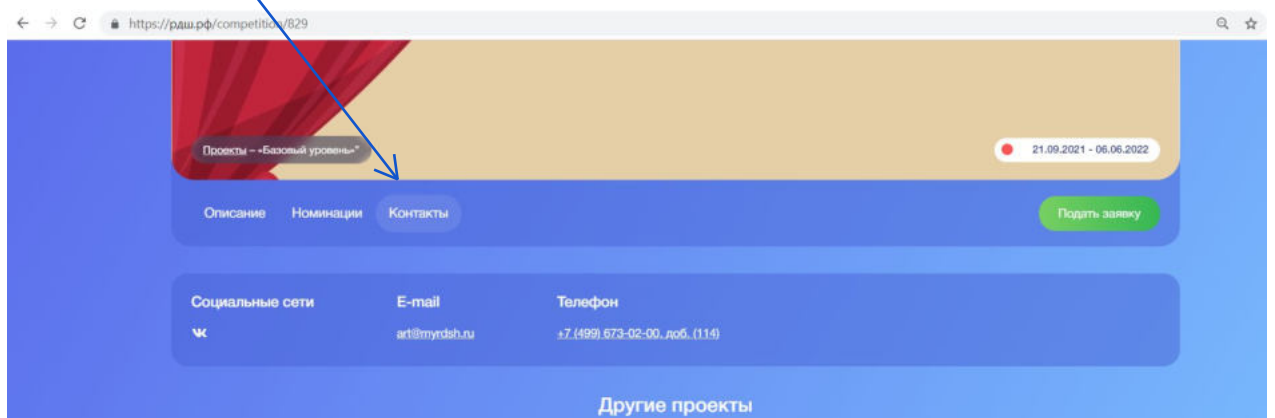 https://рдш.рф/competition/829
Проекты – «Базовый уровень»"
21.09.2021 - 06.06.2022
Описание Номинации Контакты
Подать заявку
Социальные сети E-mail Телефон
art@myrdsh.ru +7 (499) 673-02-00, доб. (114)
Другие проекты